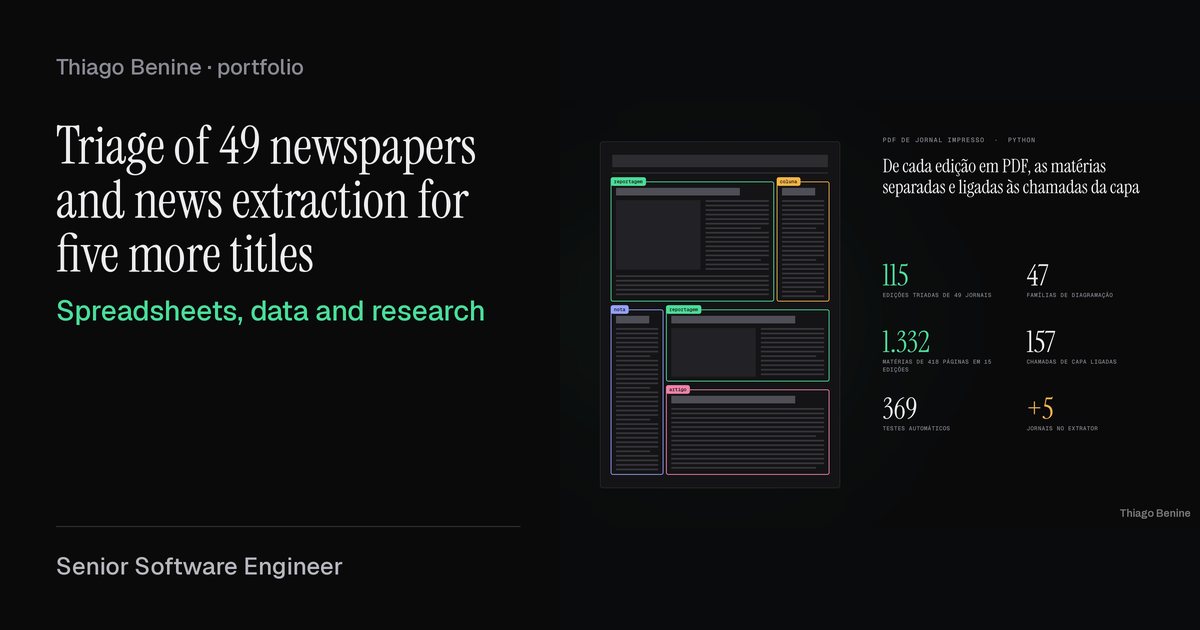 Thiago Benine · portfolio
Triage of 49 newspapers
and news extraction for
five more titles
Spreadsheets, data and research
Senior Software Engineer
reportagem
coluna
nota
reportagem
artigo
PDF DE JORNAL IMPRESSO · PYTHON
De cada edição em PDF, as matérias
separadas e ligadas às chamadas da capa
115
EDIÇÕES TRIADAS DE 49 JORNAIS
47
FAMÍLIAS DE DIAGRAMAÇÃO
1.332
MATÉRIAS DE 418 PÁGINAS EM 15
EDIÇÕES
157
CHAMADAS DE CAPA LIGADAS
369
TESTES AUTOMÁTICOS
+5
JORNAIS NO EXTRATOR
Thiago Benine